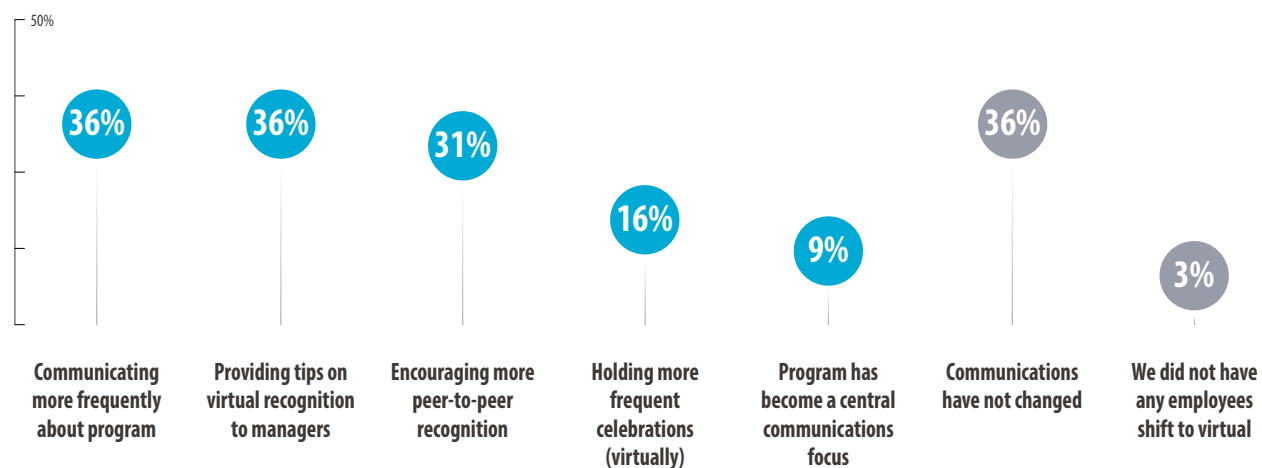 50%
36%
36%
31%
16%
9%
36%
3%
Communicating
more frequently
about program
Providing tips on
virtual recognition
to managers
Encouraging more
peer-to-peer
recognition
Holding more
frequent
celebrations
(virtually)
Program has
become a central
communications
focus
Communications
have not changed
We did not have
any employees
shift to virtual